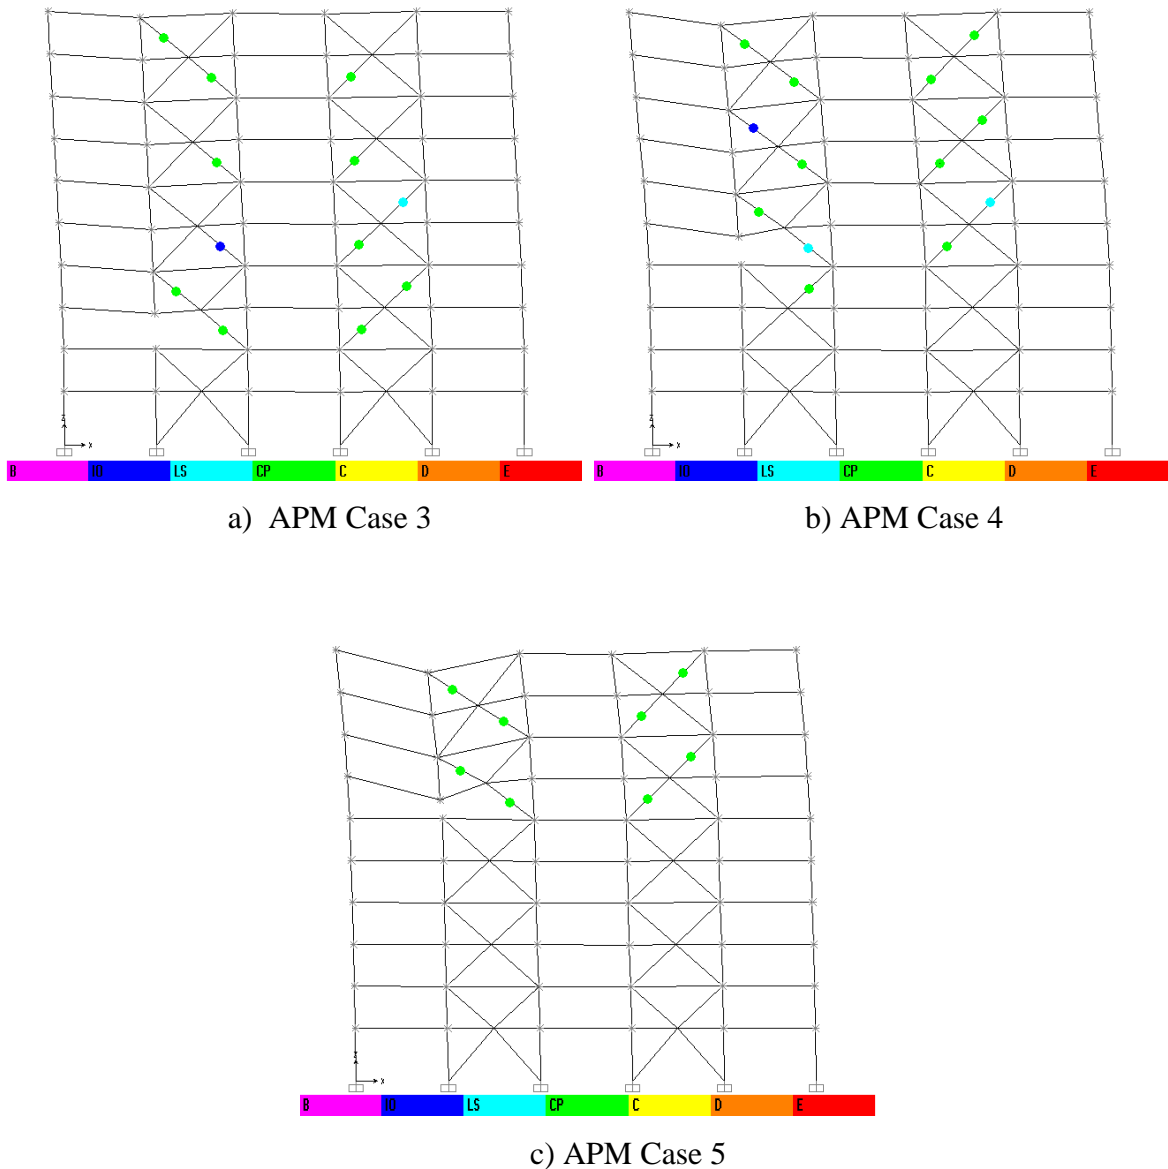 Z
X
B IO LS CP C D E
a) APM Case 3
Z
X
B IO LS CP C D E
b) APM Case 4
Z
X
B IO LS CP C D E
c) APM Case 5